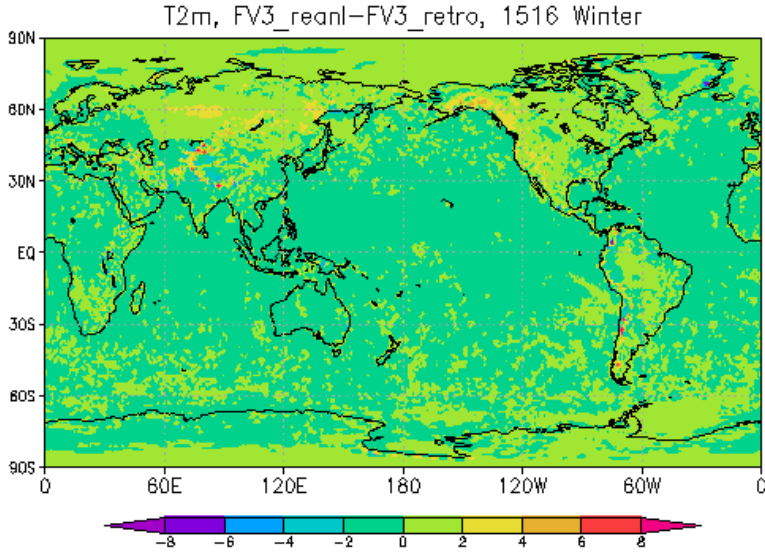 T2m, FV3_reanl-FV3_retro, 1516 Winter
90N
60N
30N
EQ
30S
60S
90S
0 60E 120E 180 120W 60W 0
-8 -6 -4 -2 0 2 4 6 8